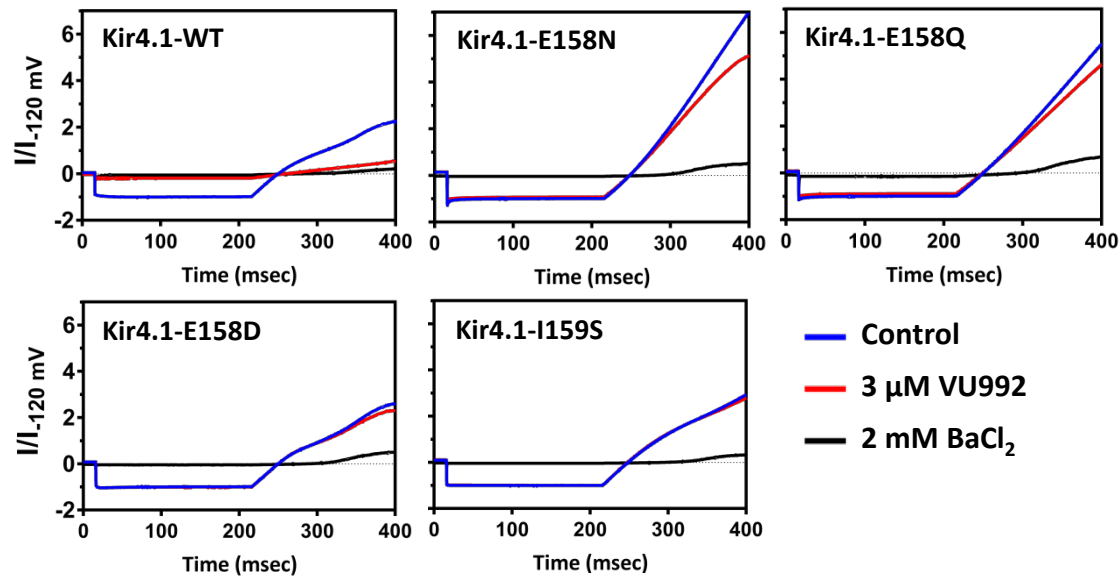 Kir4.1-WT
Kir4.1-E158N
Kir4.1-E158Q
I/I-120 mV
6
4
2
0
-2
0 100 200 300 400
0 100 200 300 400
0 100 200 300 400
Time (msec)
Time (msec)
Time (msec)
Kir4.1-E158D
Kir4.1-I159S
I/I-120 mV
6
4
2
0
-2
0 100 200 300 400
0 100 200 300 400
Time (msec)
Time (msec)
Control
3 µM VU992
2 mM BaCl₂